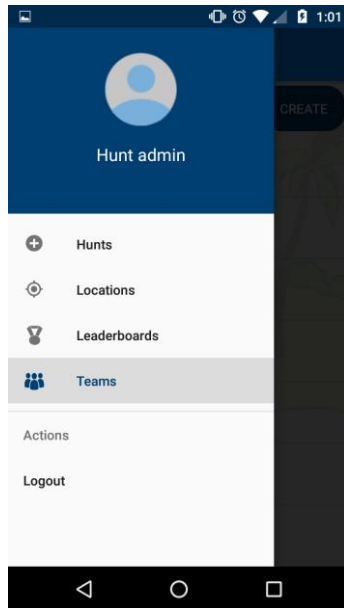 1:01
CREATE
Hunt admin
Hunts
Locations
Leaderboards
Teams
Actions
Logout